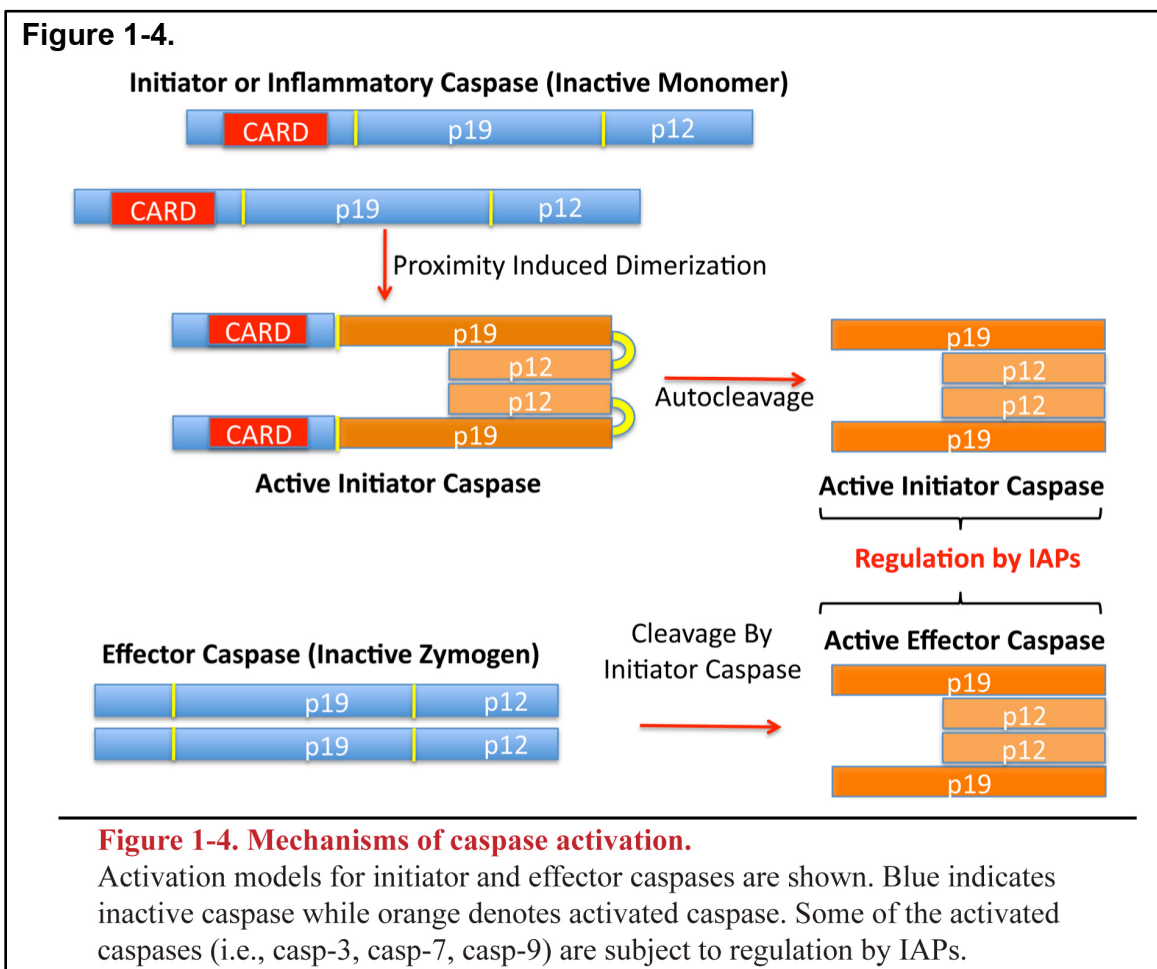 Figure 1-4.
Initiator or Inflammatory Caspase (Inactive Monomer)
CARD p19 p12
CARD p19 p12
Proximity Induced Dimerization
CARD p19
p12
p12
CARD p19
Active Initiator Caspase
Autocleavage
p19
p12
p12
p19
Active Initiator Caspase
Regulation by IAPs
Effector Caspase (Inactive Zymogen)
p19 p12
p19 p12
Cleavage By
Initiator Caspase
Active Effector Caspase
p19
p12
p12
p19
Figure 1-4. Mechanisms of caspase activation.
Activation models for initiator and effector caspases are shown. Blue indicates
inactive caspase while orange denotes activated caspase. Some of the activated
caspases (i.e., casp-3, casp-7, casp-9) are subject to regulation by IAPs.